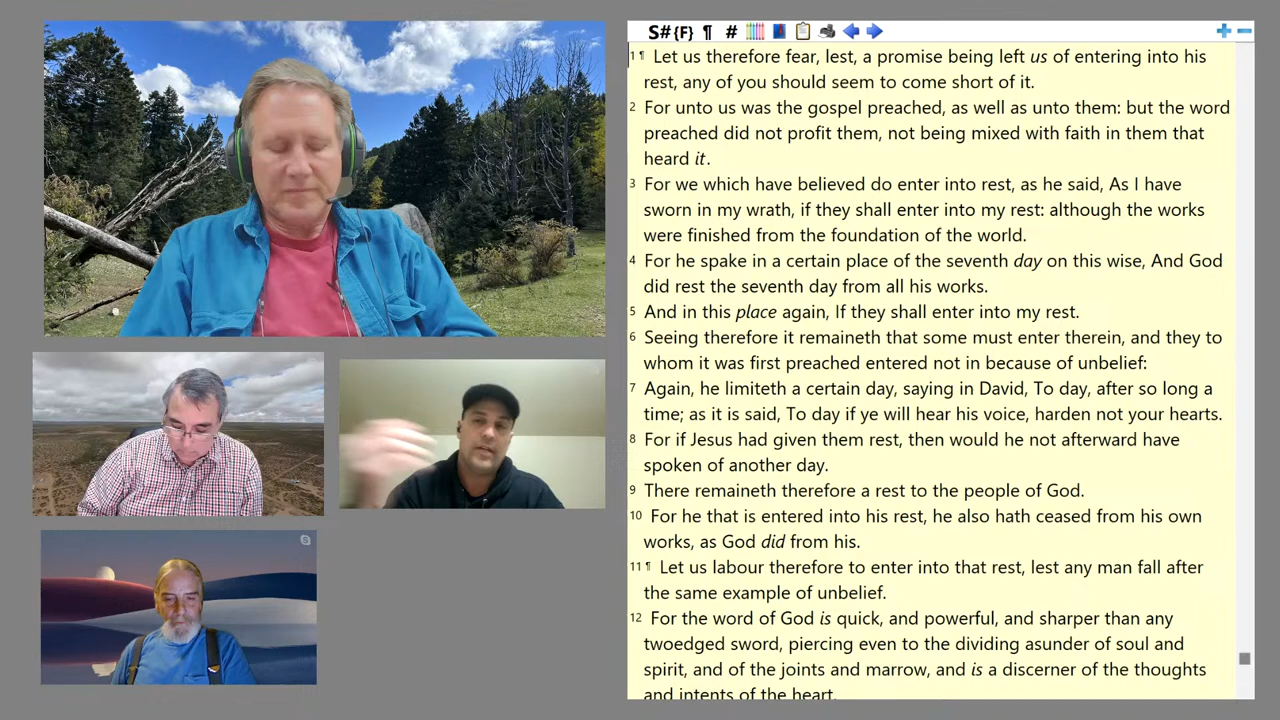 S#{F} ¶ #
1 ¶ Let us therefore fear, lest, a promise being left us of entering into his
rest, any of you should seem to come short of it.
2 For unto us was the gospel preached, as well as unto them: but the word
preached did not profit them, not being mixed with faith in them that
heard it.
3 For we which have believed do enter into rest, as he said, As I have
sworn in my wrath, if they shall enter into my rest: although the works
were finished from the foundation of the world.
4 For he spake in a certain place of the seventh day on this wise, And God
did rest the seventh day from all his works.
5 And in this place again, If they shall enter into my rest.
6 Seeing therefore it remaineth that some must enter therein, and they to
whom it was first preached entered not in because of unbelief:
7 Again, he limiteth a certain day, saying in David, To day, after so long a
time; as it is said, To day if ye will hear his voice, harden not your hearts.
8 For if Jesus had given them rest, then would he not afterward have
spoken of another day.
9 There remaineth therefore a rest to the people of God.
10 For he that is entered into his rest, he also hath ceased from his own
works, as God did from his.
11 ¶ Let us labour therefore to enter into that rest, lest any man fall after
the same example of unbelief.
12 For the word of God is quick, and powerful, and sharper than any
twoedged sword, piercing even to the dividing asunder of soul and
spirit, and of the joints and marrow, and is a discerner of the thoughts
and intents of the heart.